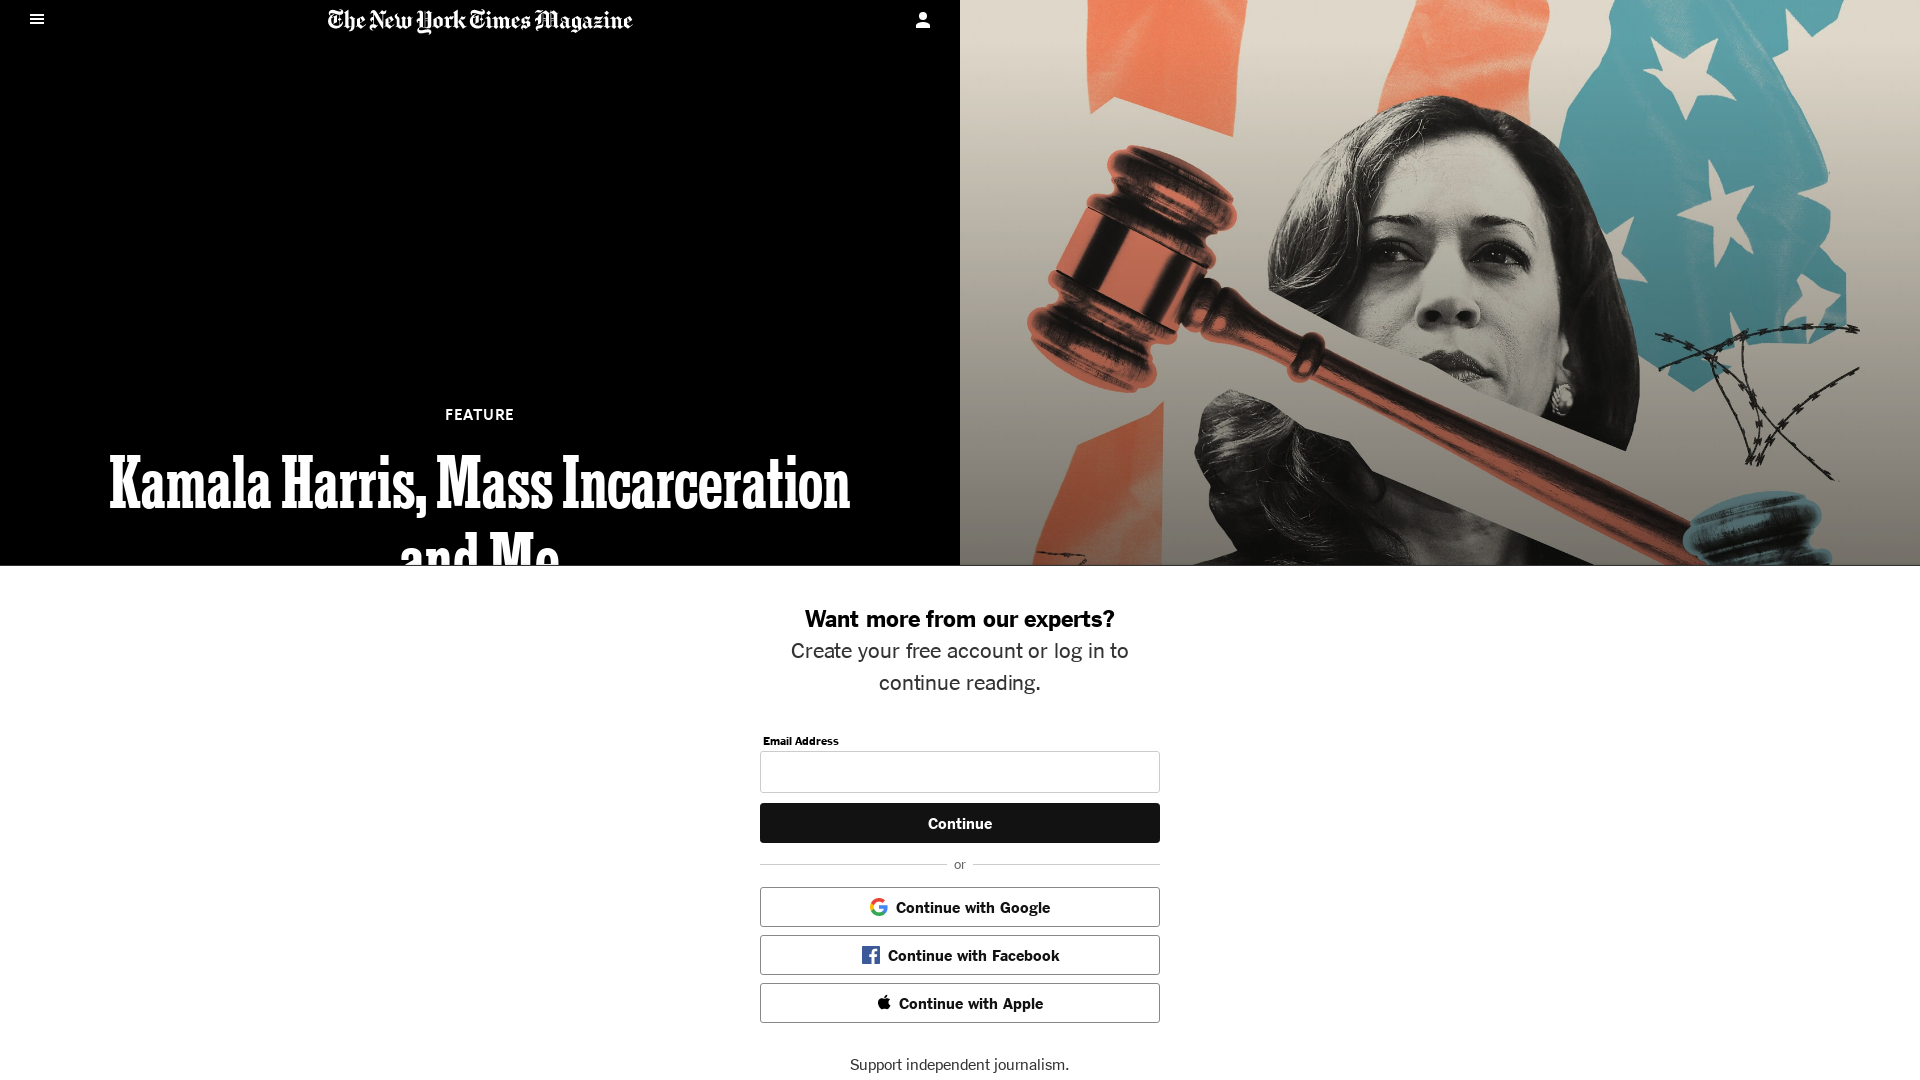 The New York Times Magazine
FEATURE
Kamala Harris, Mass Incarceration
and Me
Want more from our experts?
Create your free account or log in to
continue reading.
Email Address
Continue
or
Continue with Google
Continue with Facebook
Continue with Apple
Support independent journalism.